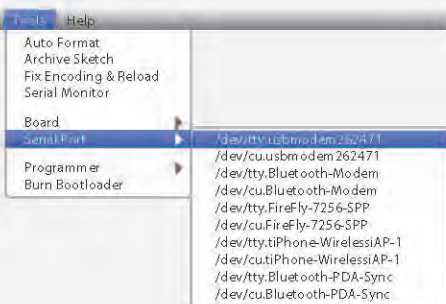 Tools Help
Auto Format
Archive Sketch
Fix Encoding & Reload
Serial Monitor
Board
Serial Port
Programmer
Burn Bootloader
/dev/tty.usbmodem262471
/dev/cu.usbmodem262471
/dev/tty.Bluetooth-Modem
/dev/cu.Bluetooth-Modem
/dev/tty.FireFly-7256-SPP
/dev/cu.FireFly-7256-SPP
/dev/tty.tiPhone-WirelessiAP-1
/dev/cu.tiPhone-WirelessiAP-1
/dev/tty.Bluetooth-PDA-Sync
/dev/cu.Bluetooth-PDA-Sync